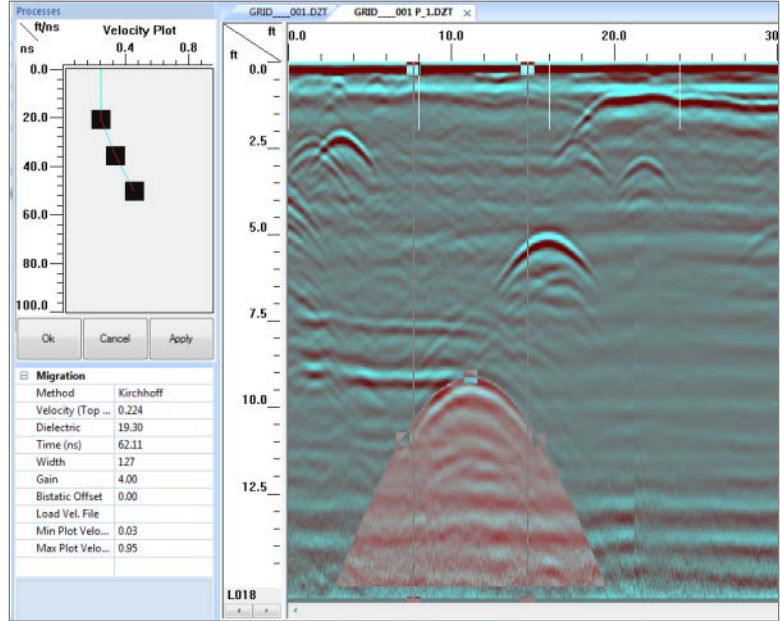 Processes
ft/ns
Velocity Plot
ns
0.4 0.8
0.0
20.0
40.0
60.0
80.0
100.0
Ok Cancel Apply
Migration
Method Kirchhoff
Velocity (Top ... 0.224
Dielectric 19.30
Time (ns) 62.11
Width 127
Gain 4.00
Bistatic Offset 0.00
Load Vel. File
Min Plot Velo... 0.03
Max Plot Velo... 0.95
GRID____001.DZT GRID____001 P_1.DZT ×
ft
0.0 10.0 20.0 30
ft
0.0
2.5
5.0
7.5
10.0
12.5
L018